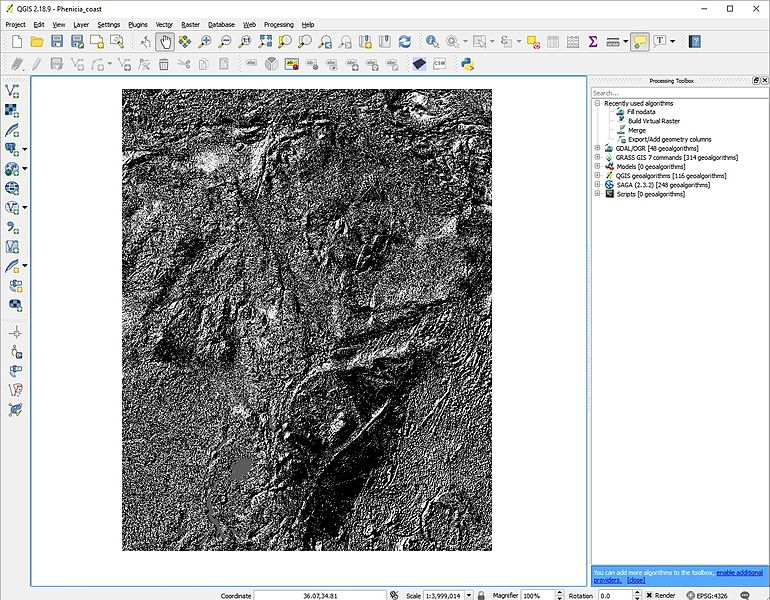 QGIS 2.18.9 - Phenicia_coast
Project Edit View Layer Settings Plugins Vector Raster Database Web Processing Help
Processing Toolbox
Search...
Recently used algorithms
Fill nodata
Build Virtual Raster
Merge
Export/Add geometry columns
GDAL/OGR [48 geoalgorithms]
GRASS GIS 7 commands [314 geoalgorithms]
Models [0 geoalgorithms]
QGIS geoalgorithms [116 geoalgorithms]
SAGA (2.3.2) [248 geoalgorithms]
Scripts [0 geoalgorithms]
You can add more algorithms to the toolbox, enable additional
providers. [close]
Coordinate 36.07,34.81 Scale 1:3,999,014 Magnifier 100% Rotation 0.0 Render EPSG:4326